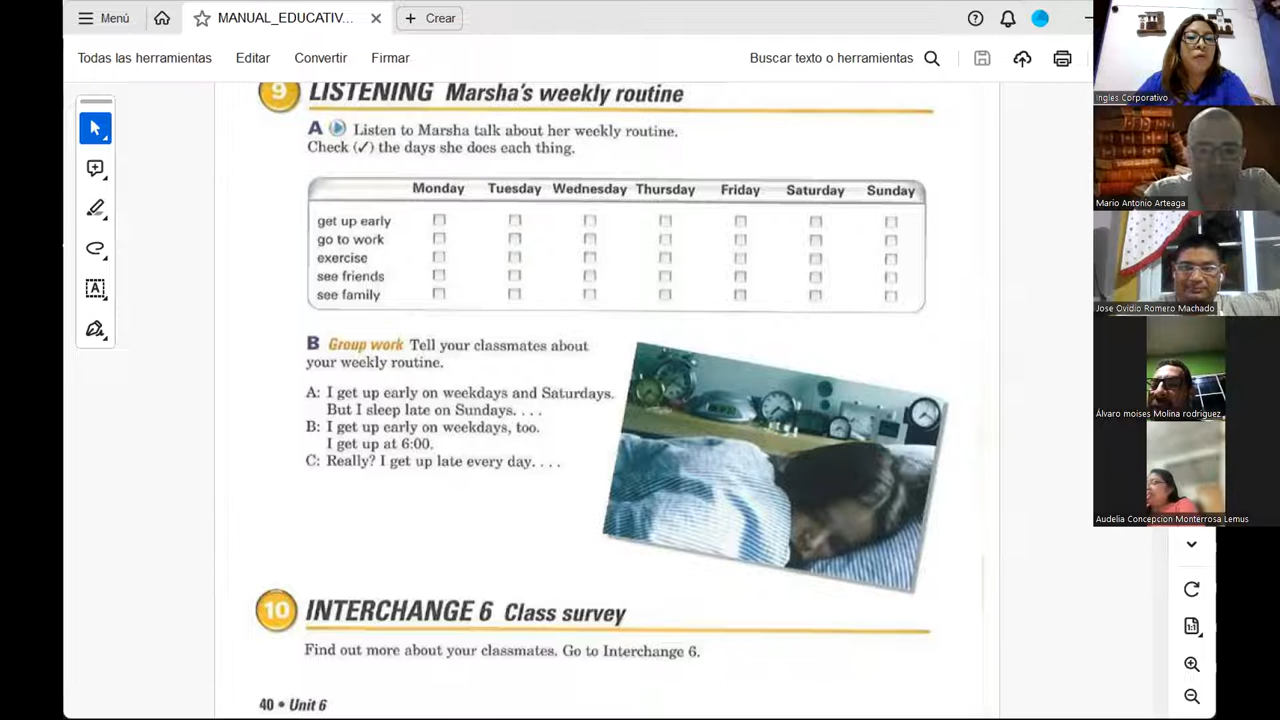 Menú
MANUAL_EDUCATIV...
Crear
Todas las herramientas
Editar
Convertir
Firmar
Buscar texto o herramientas
9 LISTENING Marsha's weekly routine
A Listen to Marsha talk about her weekly routine.
Check (✓) the days she does each thing.
Monday Tuesday Wednesday Thursday Friday Saturday Sunday
get up early
go to work
exercise
see friends
see family
B Group work Tell your classmates about
your weekly routine.
A: I get up early on weekdays and Saturdays.
But I sleep late on Sundays. . . .
B: I get up early on weekdays, too.
I get up at 6:00.
C: Really? I get up late every day. . . .
10 INTERCHANGE 6 Class survey
Find out more about your classmates. Go to Interchange 6.
40 • Unit 6
Ingles Corporativo
Mario Antonio Arteaga
Jose Ovidio Romero Machado
Álvaro moises Molina rodriguez
Audelia Concepcion Monterrosa Lemus